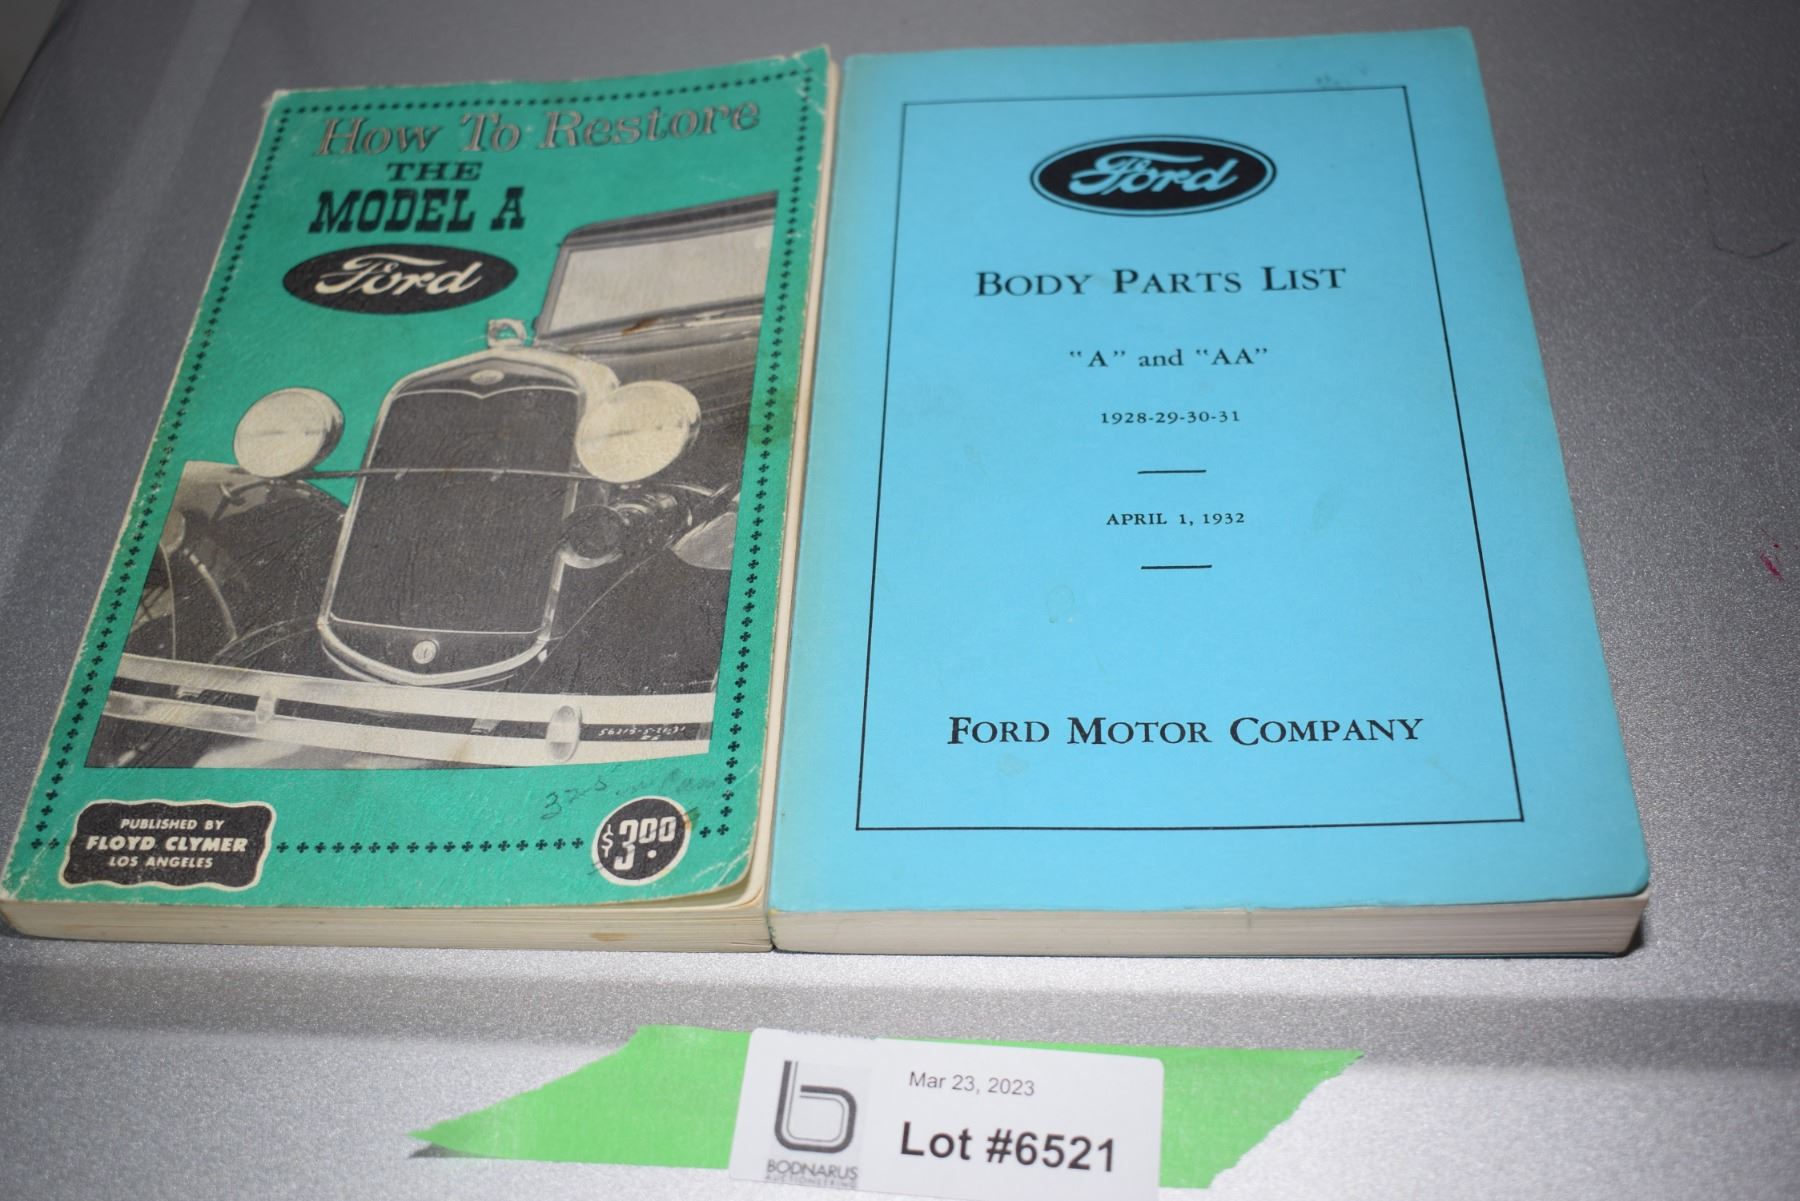 How To Restore
THE
MODEL A
Ford
PUBLISHED BY
FLOYD CLYMER
LOS ANGELES
$3.00
Ford
BODY PARTS LIST
"A" and "AA"
1928-29-30-31
APRIL 1, 1932
FORD MOTOR COMPANY
b
BODNARUS
AUCTIONEERING
Mar 23, 2023
Lot #6521